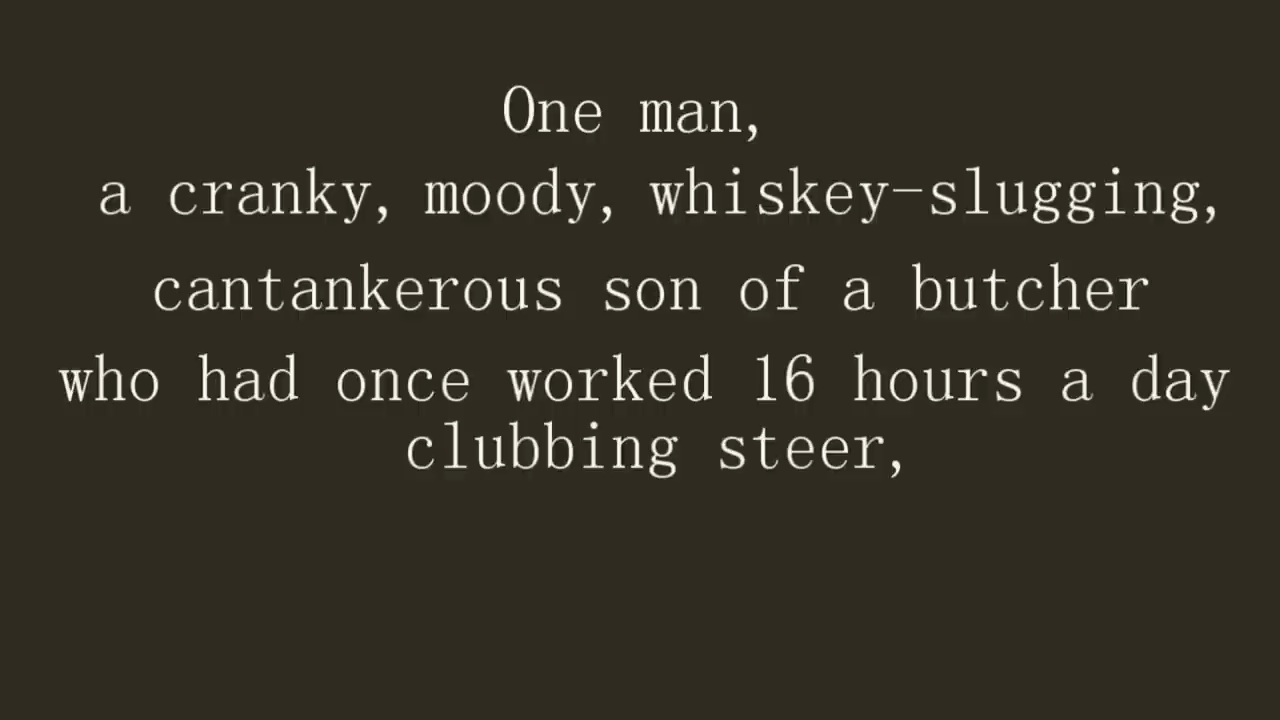 One man,
a cranky, moody, whiskey-slugging,
cantankerous son of a butcher
who had once worked 16 hours a day
clubbing steer,